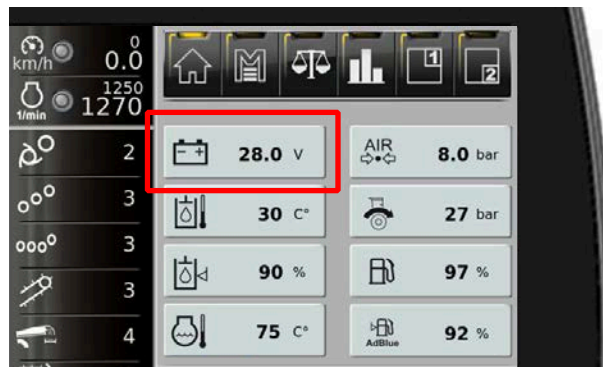 km/h 0
0.0
1250
1/min 1270
2
3
3
3
4
1
2
- + 28.0 V
AIR 8.0 bar
30 C°
27 bar
90 %
97 %
75 C°
AdBlue 92 %